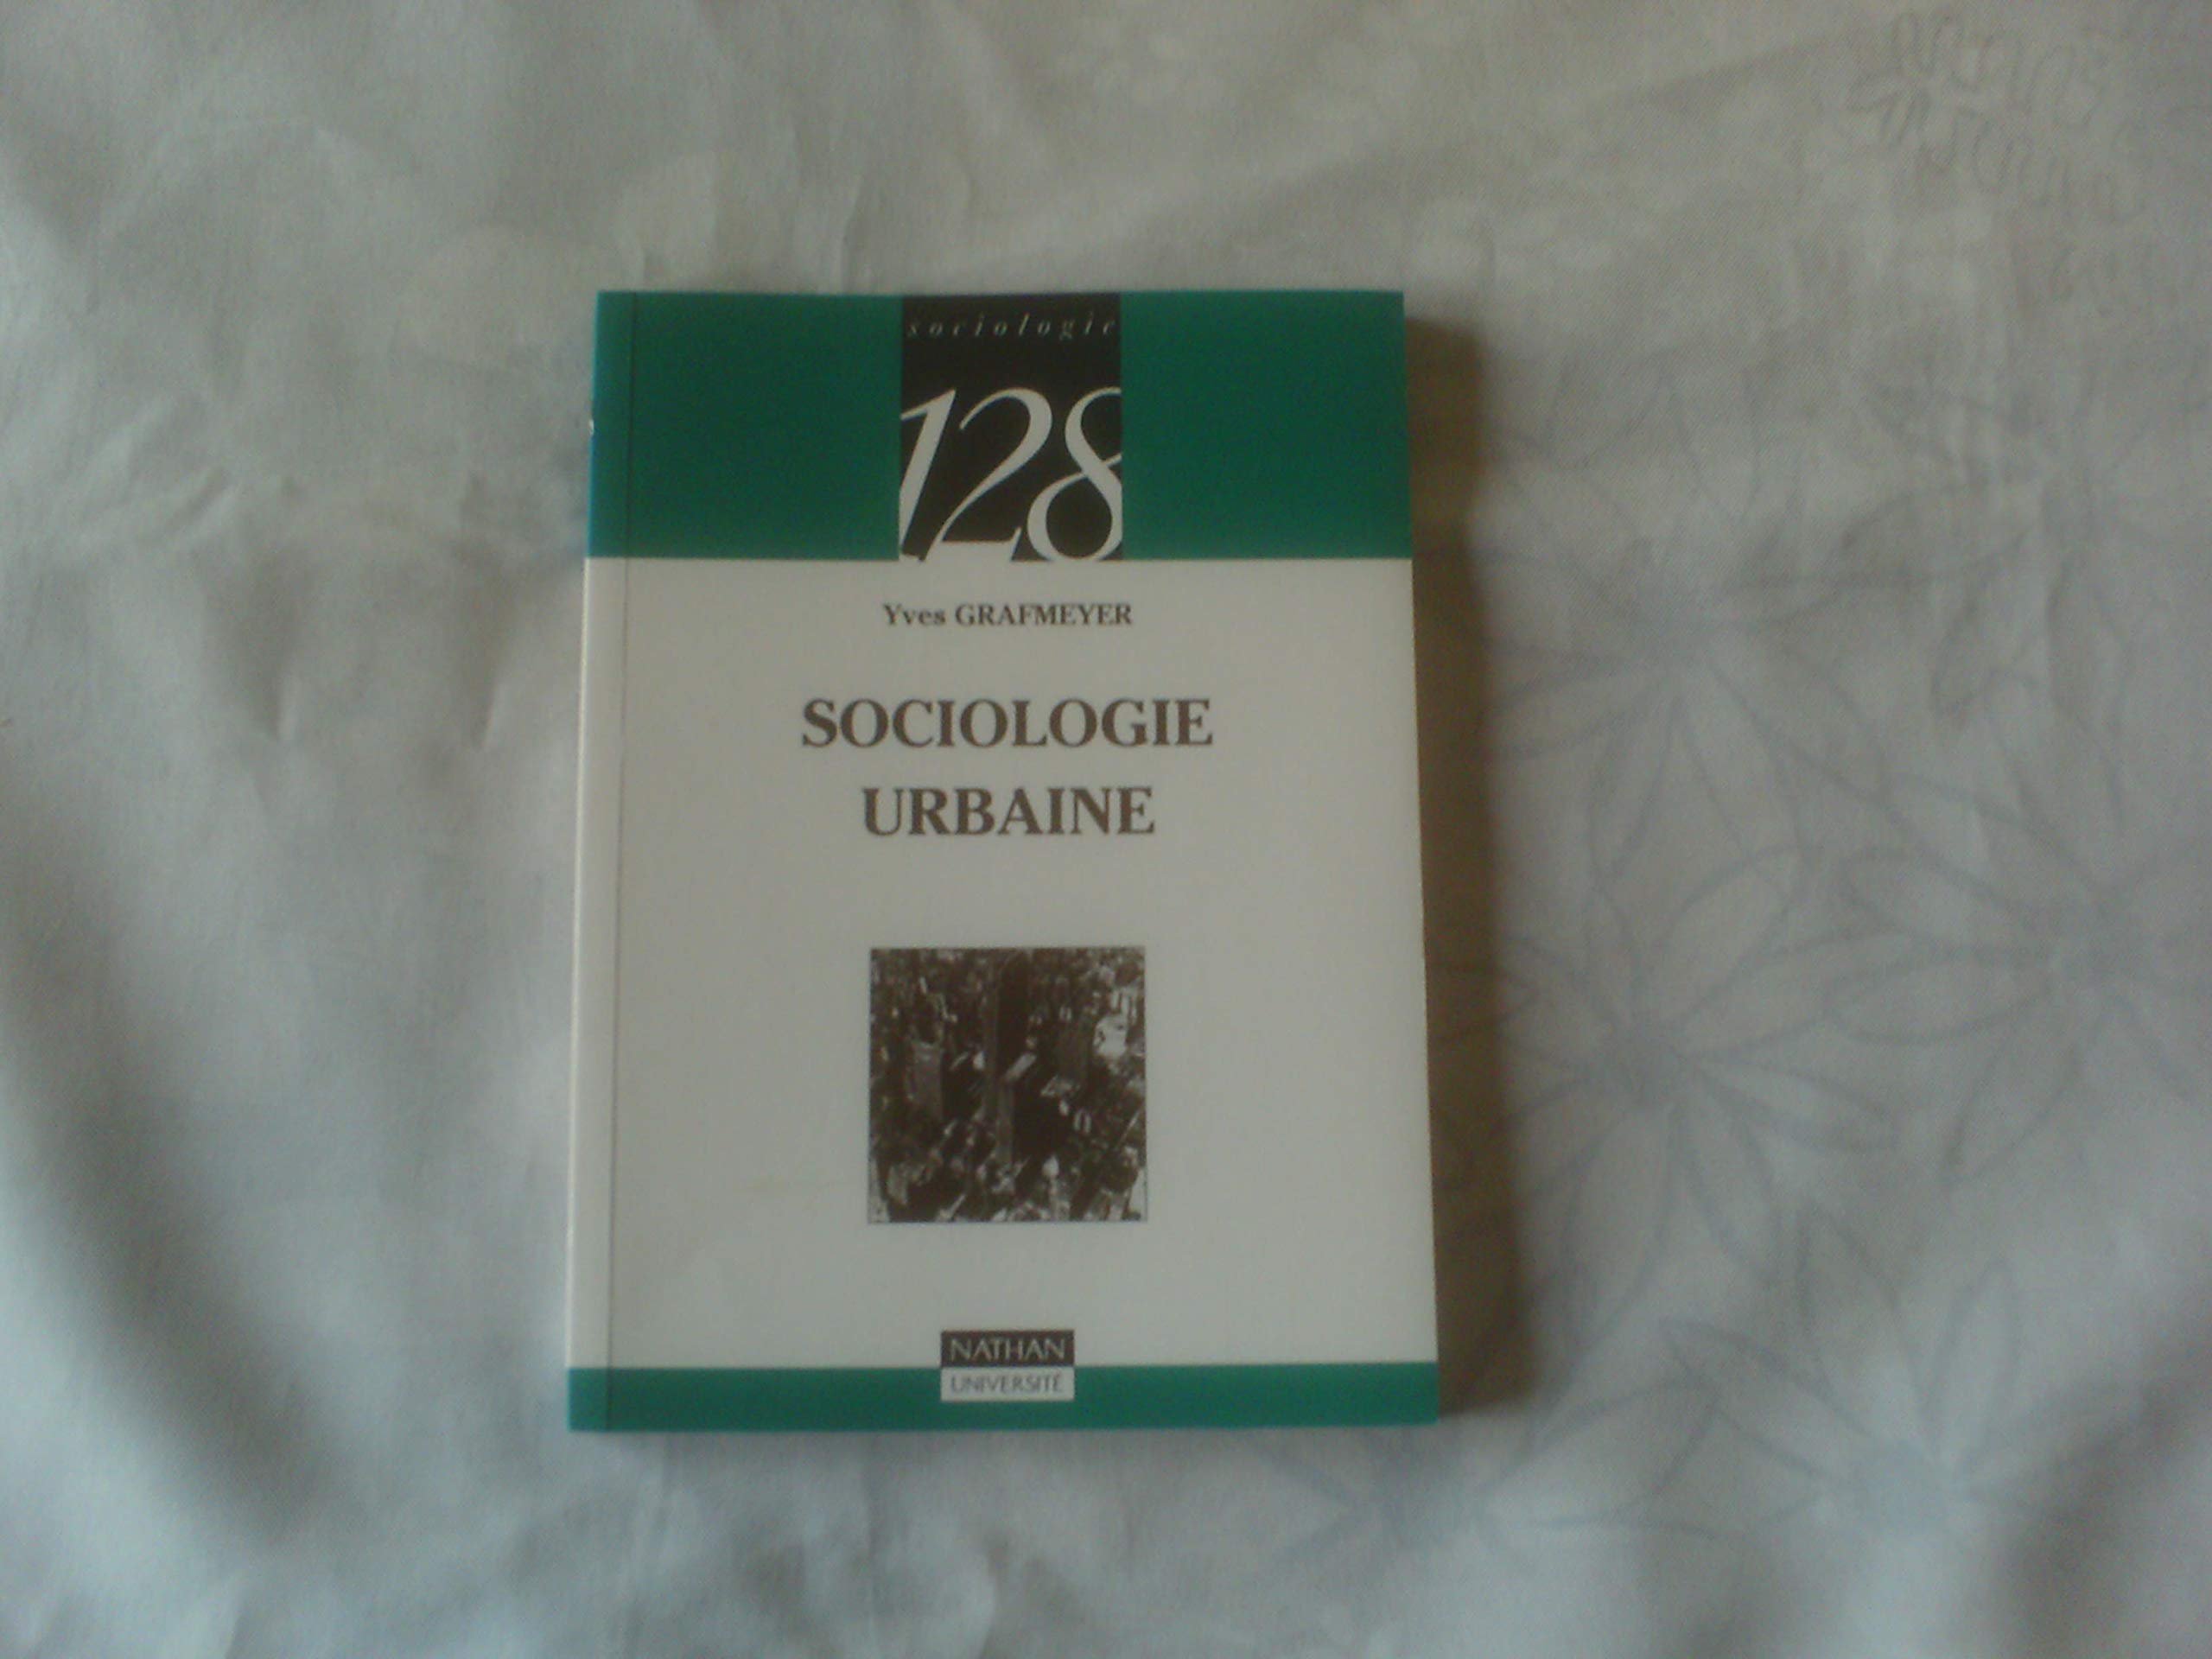 sociologie
128
Yves GRAFMEYER
SOCIOLOGIE
URBAINE
NATHAN
UNIVERSITÉ